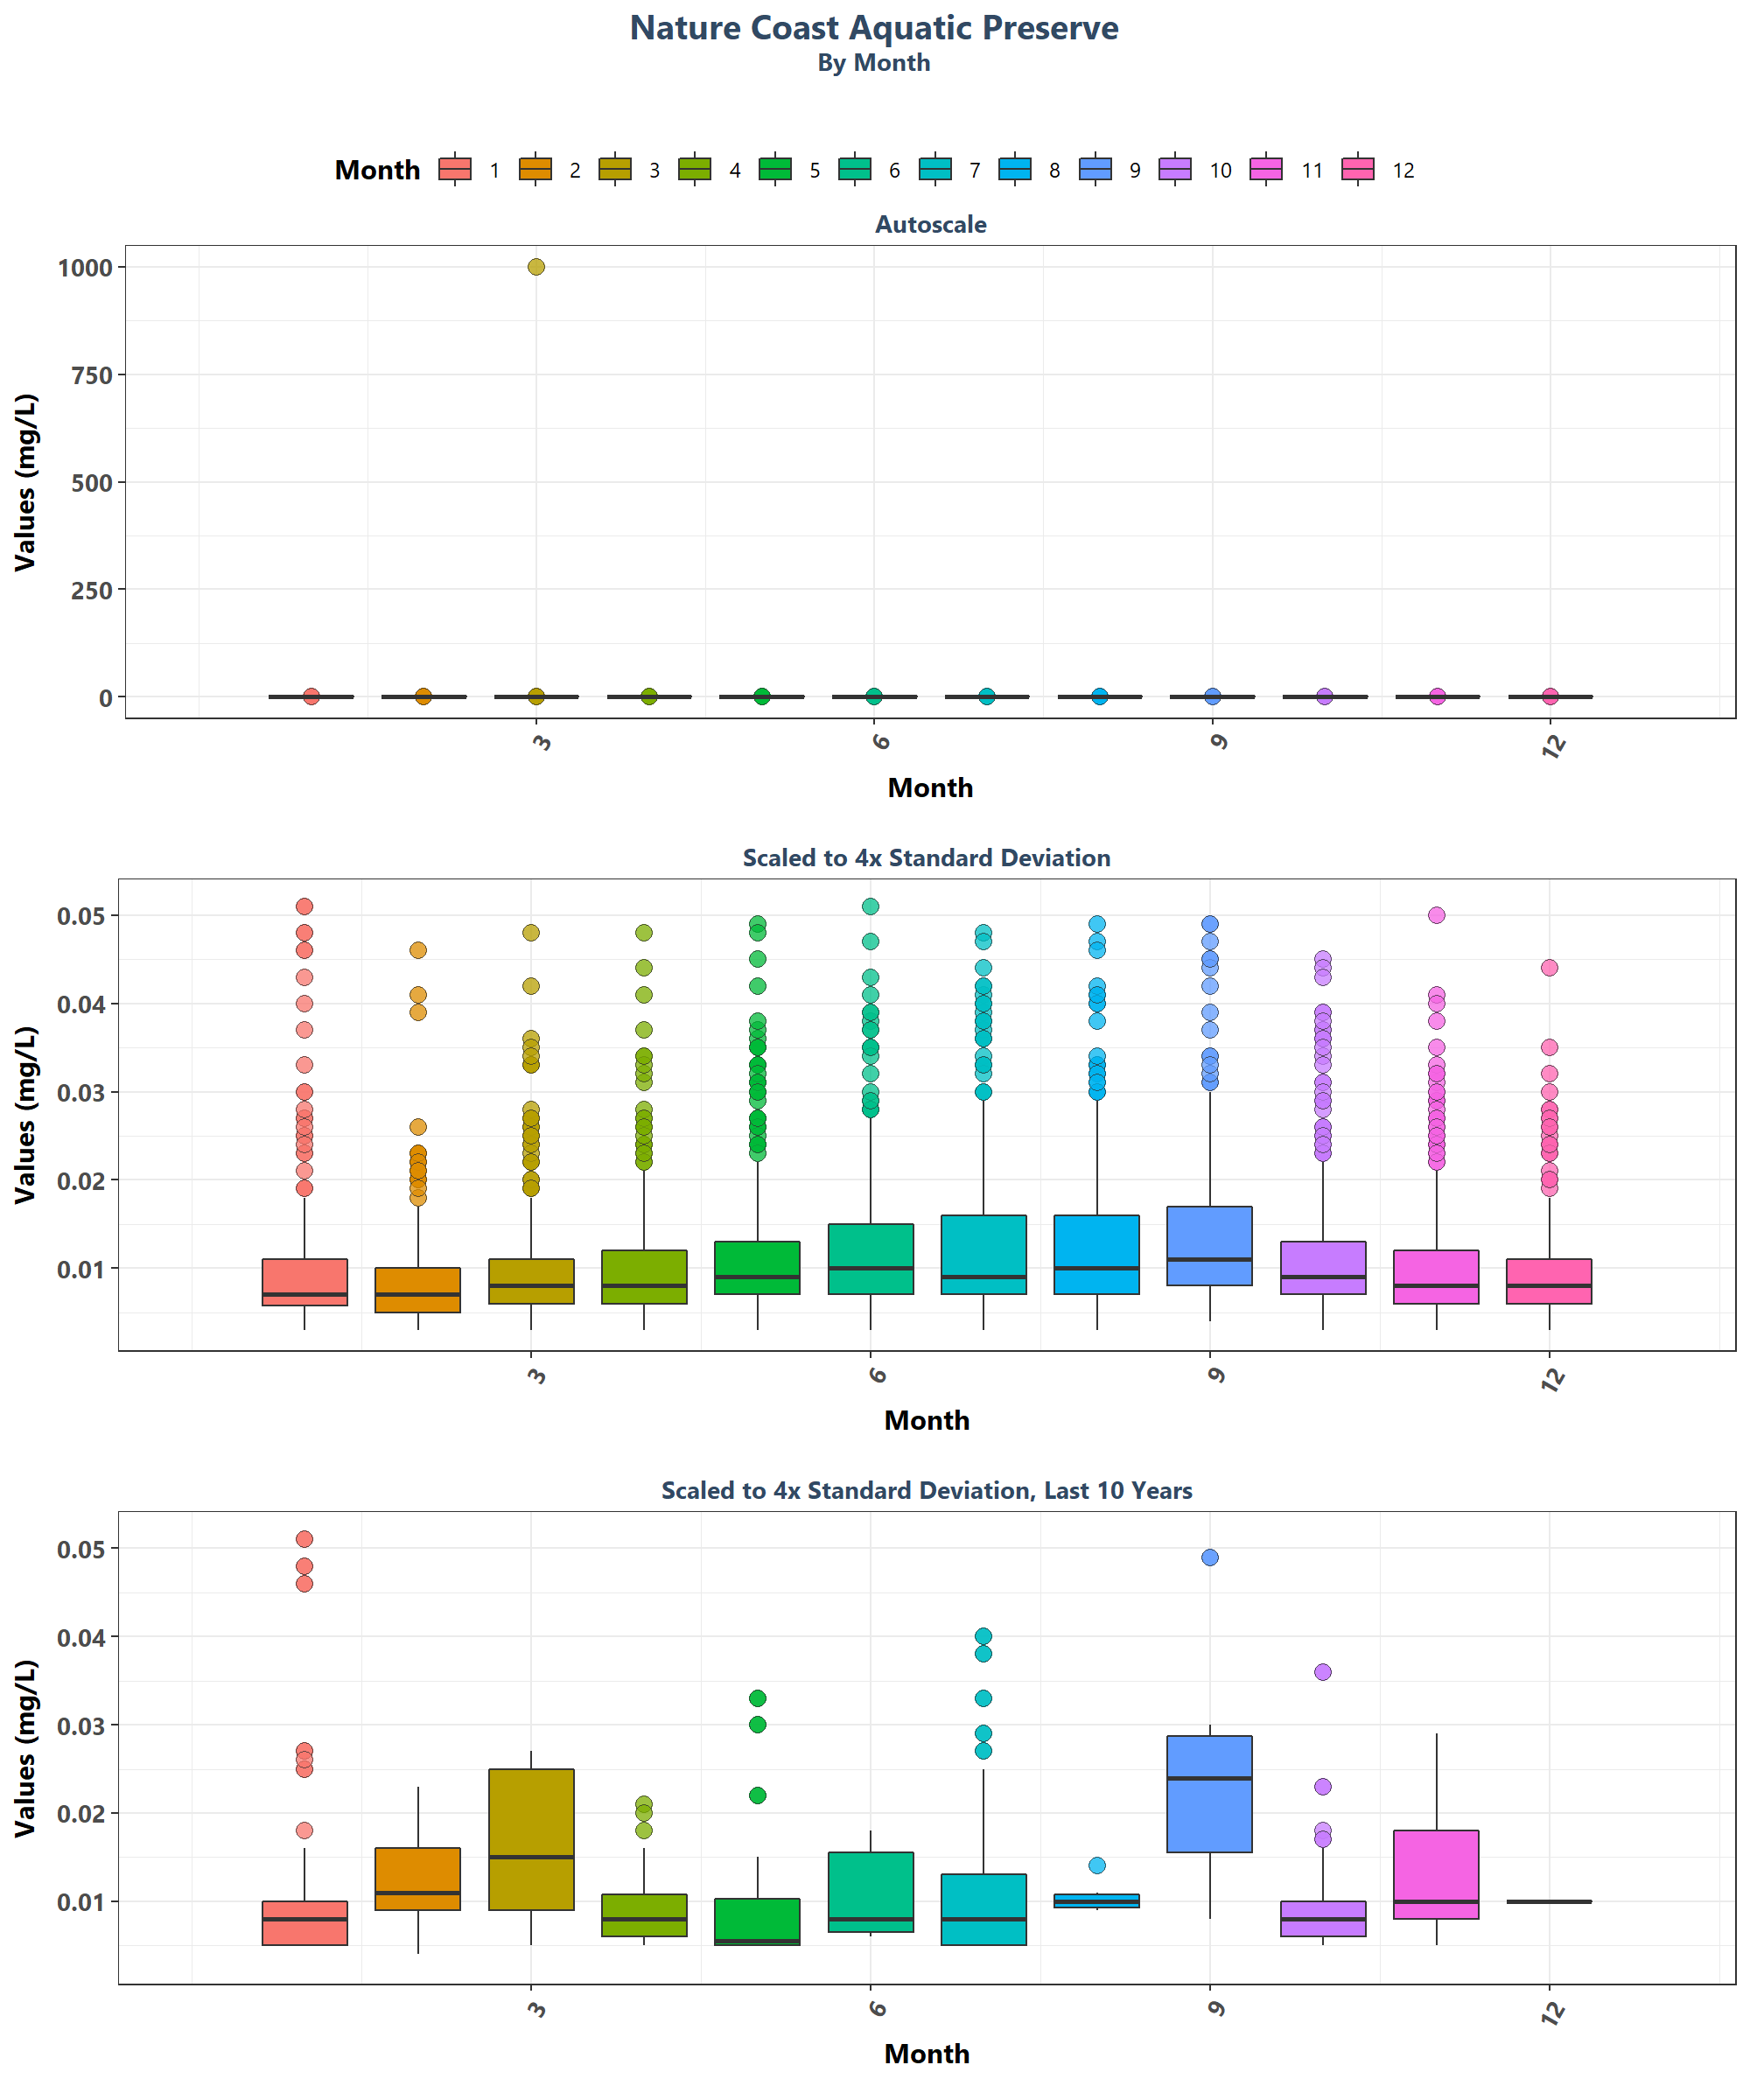 Nature Coast Aquatic Preserve
By Month
Month 1 2 3 4 5 6 7 8 9 10 11 12
Autoscale
Values (mg/L)
1000
750
500
250
0
3 6 9 12
Month
Scaled to 4x Standard Deviation
Values (mg/L)
0.05
0.04
0.03
0.02
0.01
3 6 9 12
Month
Scaled to 4x Standard Deviation, Last 10 Years
Values (mg/L)
0.05
0.04
0.03
0.02
0.01
3 6 9 12
Month